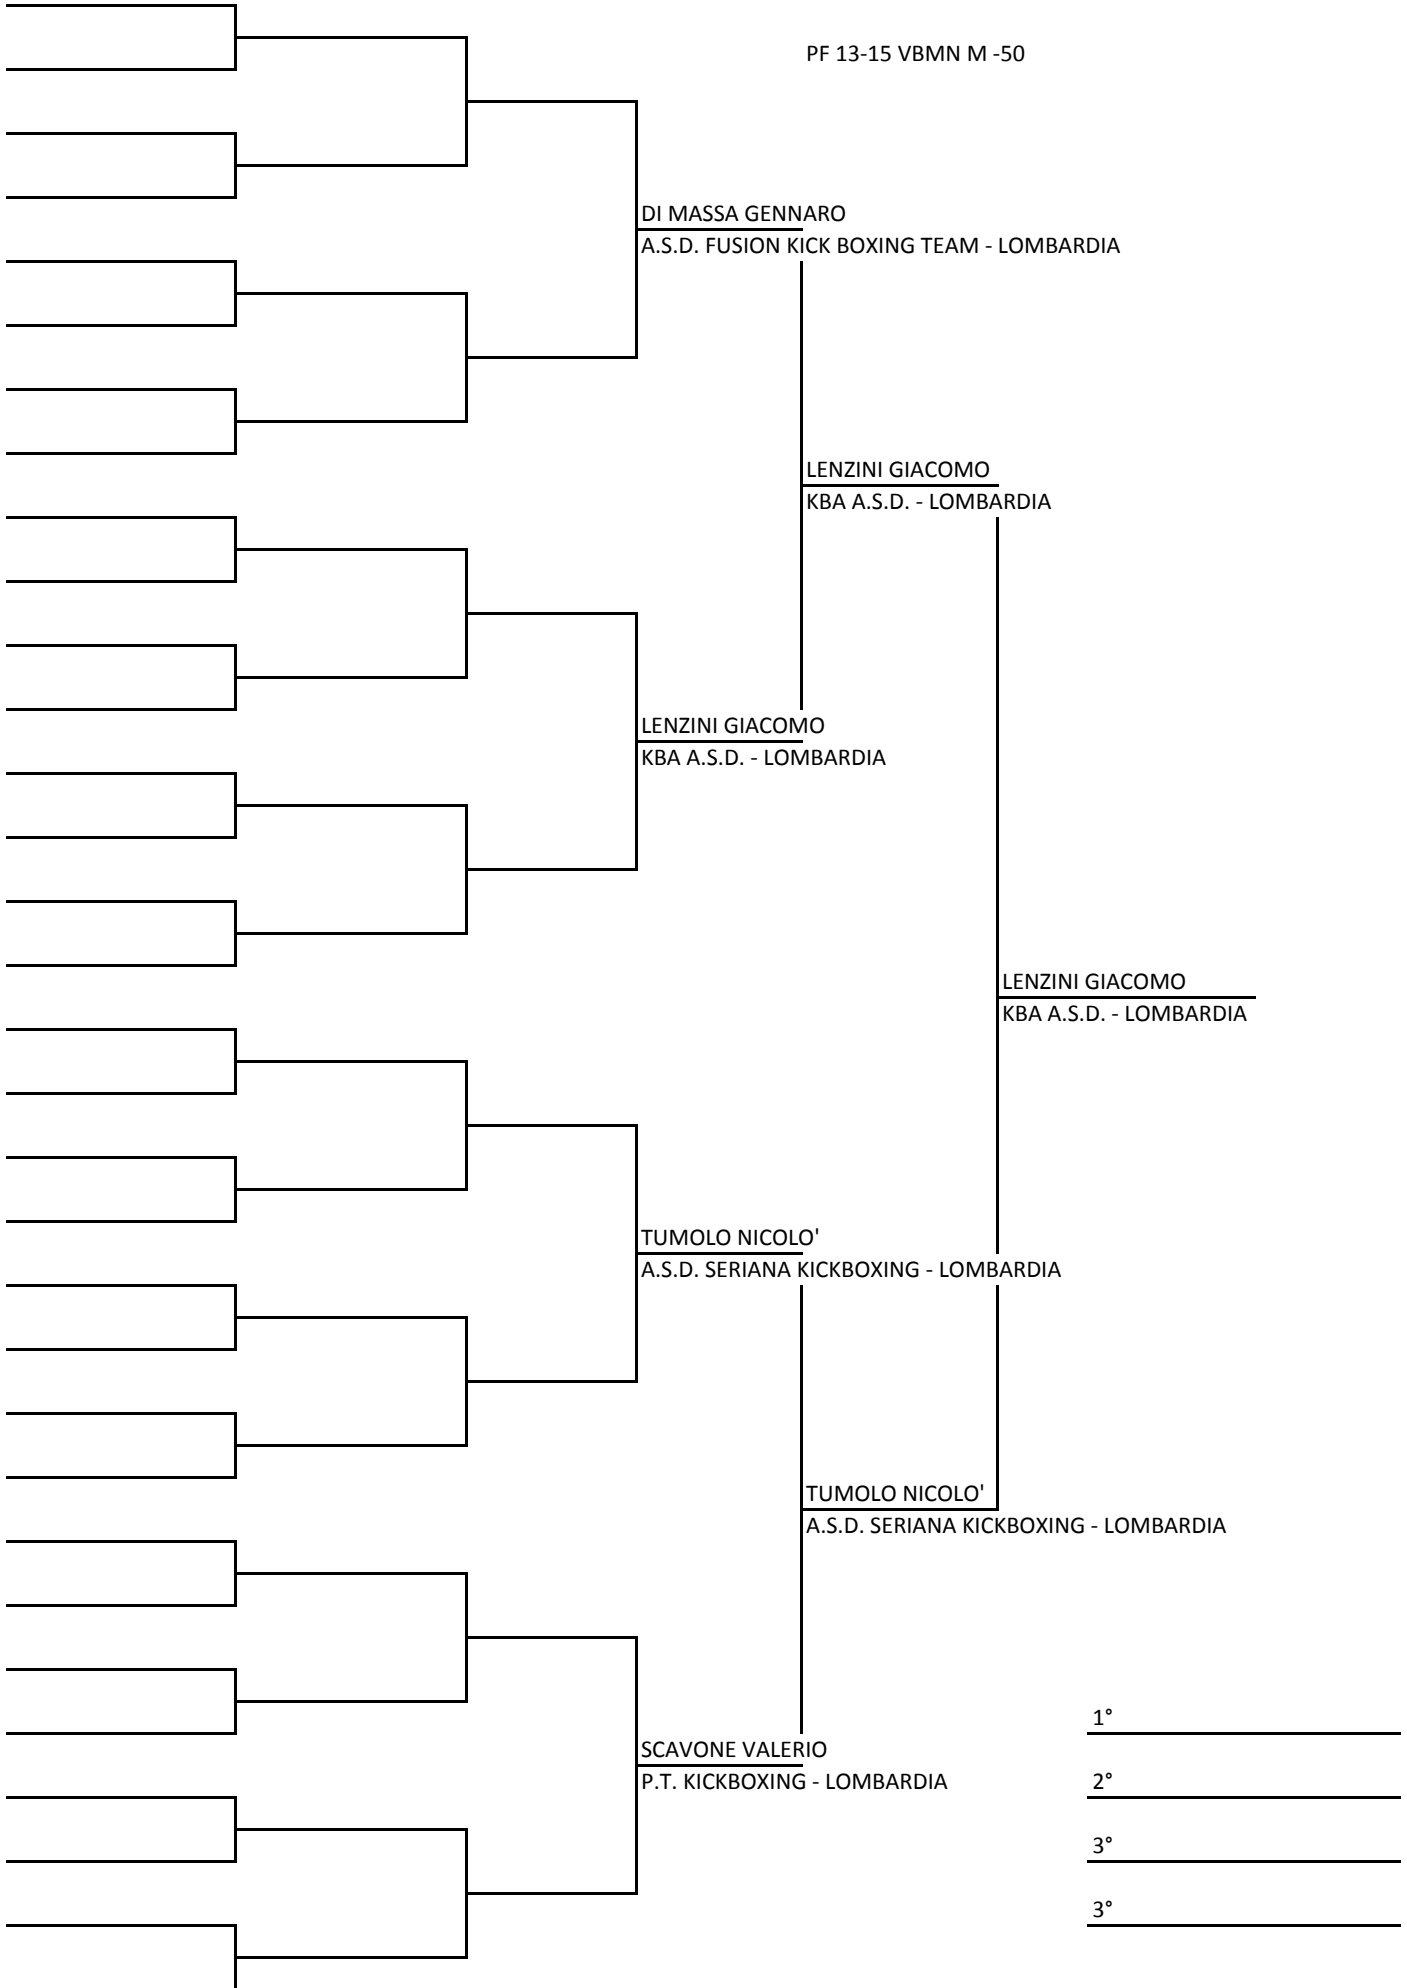 PF 13-15 VBMN M -50
DI MASSA GENNARO
A.S.D. FUSION KICK BOXING TEAM - LOMBARDIA
LENZINI GIACOMO
KBA A.S.D. - LOMBARDIA
LENZINI GIACOMO
KBA A.S.D. - LOMBARDIA
LENZINI GIACOMO
KBA A.S.D. - LOMBARDIA
TUMOLO NICOLO'
A.S.D. SERIANA KICKBOXING - LOMBARDIA
TUMOLO NICOLO'
A.S.D. SERIANA KICKBOXING - LOMBARDIA
1°
SCAVONE VALERIO
P.T. KICKBOXING - LOMBARDIA
2°
3°
3°